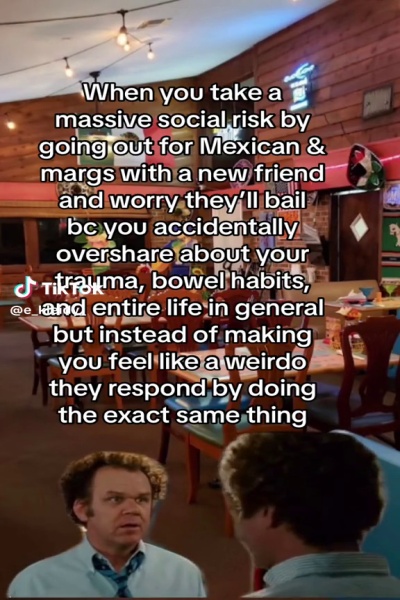 When you take a
massive social risk by
going out for Mexican &
margs with a new friend
and worry they'll bail
bc you accidentally
overshare about your
trauma, bowel habits,
TikTok
and entire life in general
but instead of making
you feel like a weirdo
they respond by doing
the exact same thing